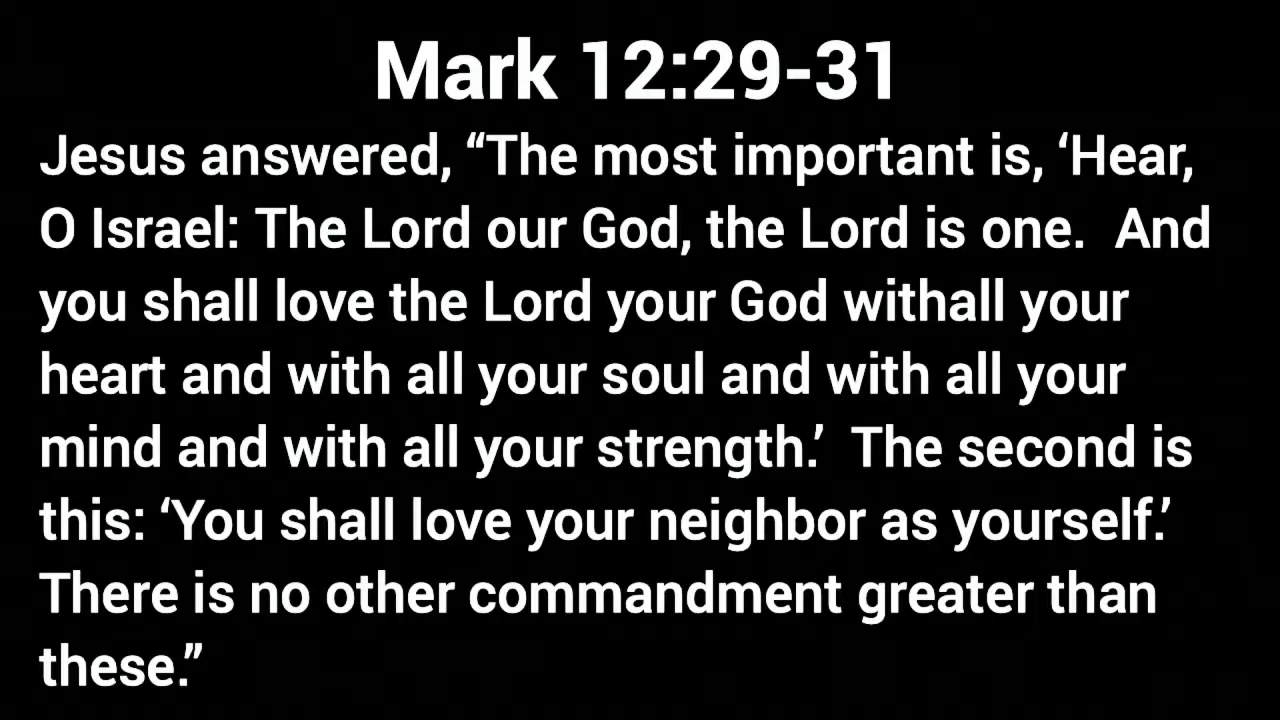 Mark 12:29-31
Jesus answered, “The most important is, ‘Hear,
O Israel: The Lord our God, the Lord is one.  And
you shall love the Lord your God withall your
heart and with all your soul and with all your
mind and with all your strength.’  The second is
this: ‘You shall love your neighbor as yourself.’
There is no other commandment greater than
these.”